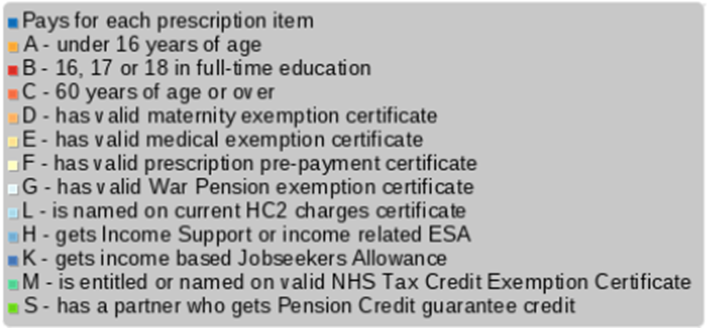 Pays for each prescription item
A - under 16 years of age
B - 16, 17 or 18 in full-time education
C - 60 years of age or over
D - has valid maternity exemption certificate
E - has valid medical exemption certificate
F - has valid prescription pre-payment certificate
G - has valid War Pension exemption certificate
L - is named on current HC2 charges certificate
H - gets Income Support or income related ESA
K - gets income based Jobseekers Allowance
M - is entitled or named on valid NHS Tax Credit Exemption Certificate
S - has a partner who gets Pension Credit guarantee credit